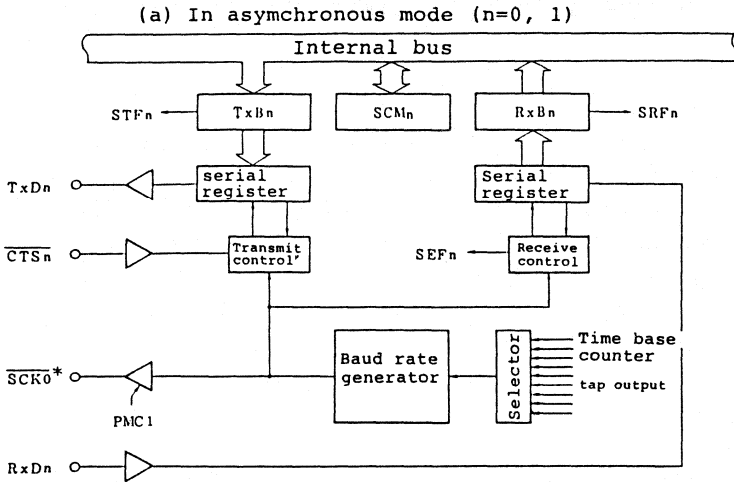 (a) In asymchronous mode (n=0, 1)
Internal bus
STFn
TxBn
SCMn
RxBn
SRFn
TxDn
serial
register
Serial
register
CTSn
Transmit
control'
SEFn
Receive
control
SCK0*
PMC1
Baud rate
generator
Selector
Time base
counter
tap output
RxDn